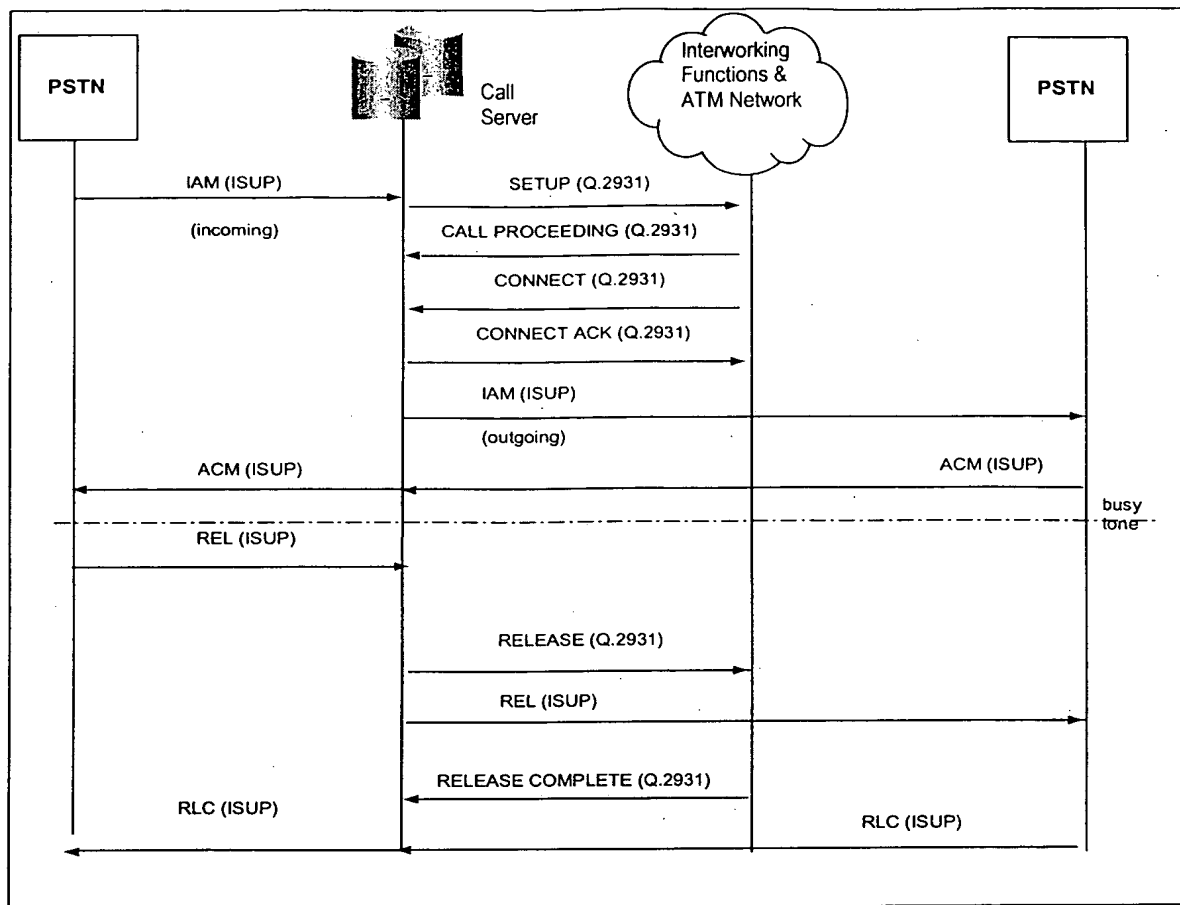 PSTN
Call
Server
Interworking
Functions &
ATM Network
PSTN
IAM (ISUP)
(incoming)
SETUP (Q.2931)
CALL PROCEEDING (Q.2931)
CONNECT (Q.2931)
CONNECT ACK (Q.2931)
IAM (ISUP)
(outgoing)
ACM (ISUP)
ACM (ISUP)
busy
tone
REL (ISUP)
RELEASE (Q.2931)
REL (ISUP)
RELEASE COMPLETE (Q.2931)
RLC (ISUP)
RLC (ISUP)